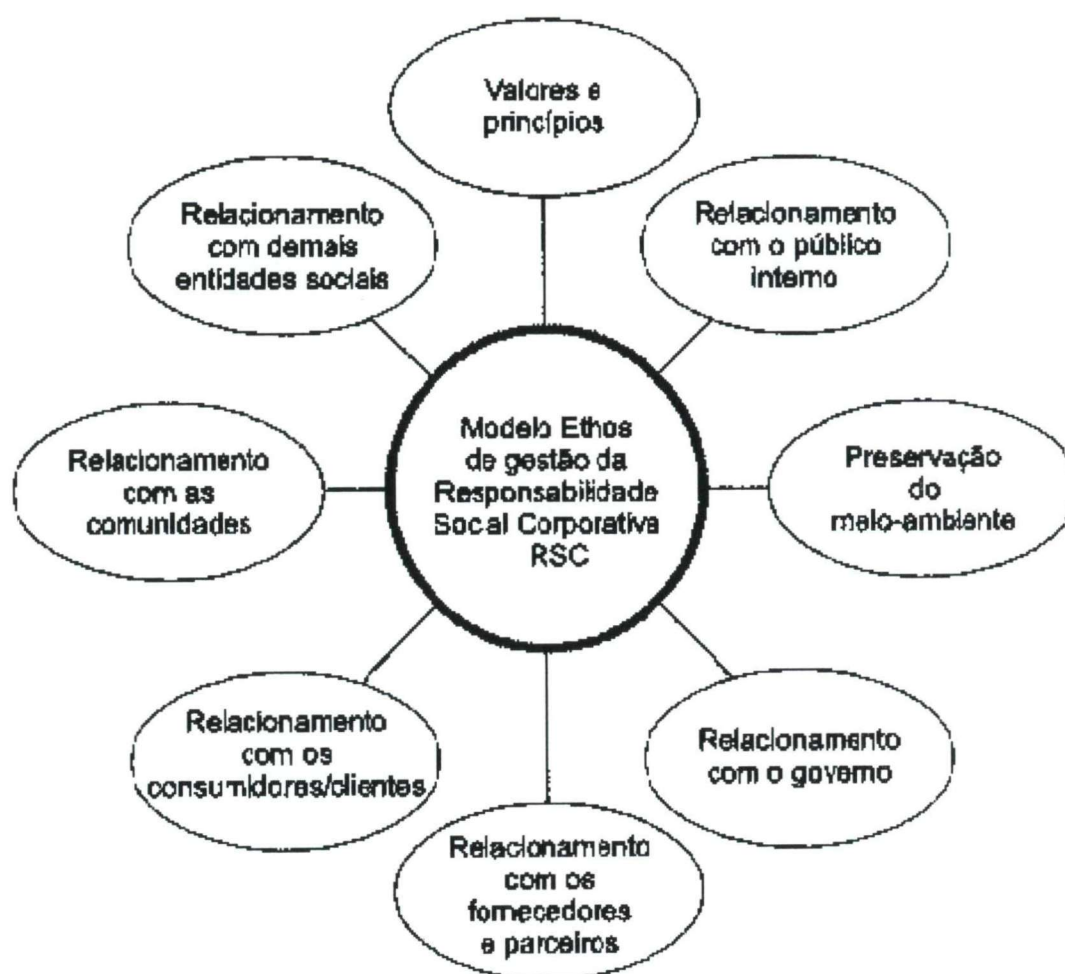 Valores e
princípios
Relacionamento
com o público
interno
Preservação
do
meio-ambiente
Relacionamento
com o governo
Relacionamento
com os
fornecedores
e parceiros
Relacionamento
com os
consumidores/clientes
Relacionamento
com as
comunidades
Relacionamento
com demais
entidades sociais
Modelo Ethos
de gestão da
Responsabilidade
Social Corporativa
RSC